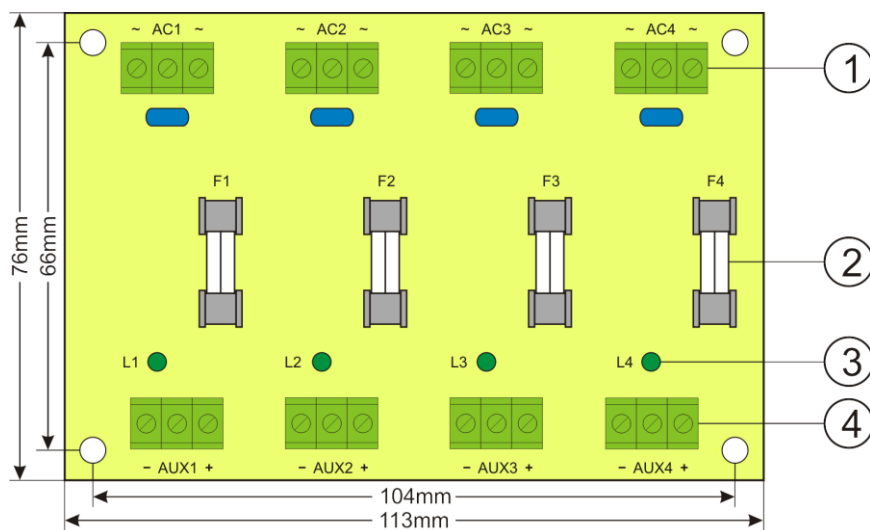 ~ AC1 ~ ~ AC2 ~ ~ AC3 ~ ~ AC4 ~
1
F1 F2 F3 F4
76mm
66mm
2
L1 L2 L3 L4
3
4
- AUX1 + - AUX2 + - AUX3 + - AUX4 +
104mm
113mm